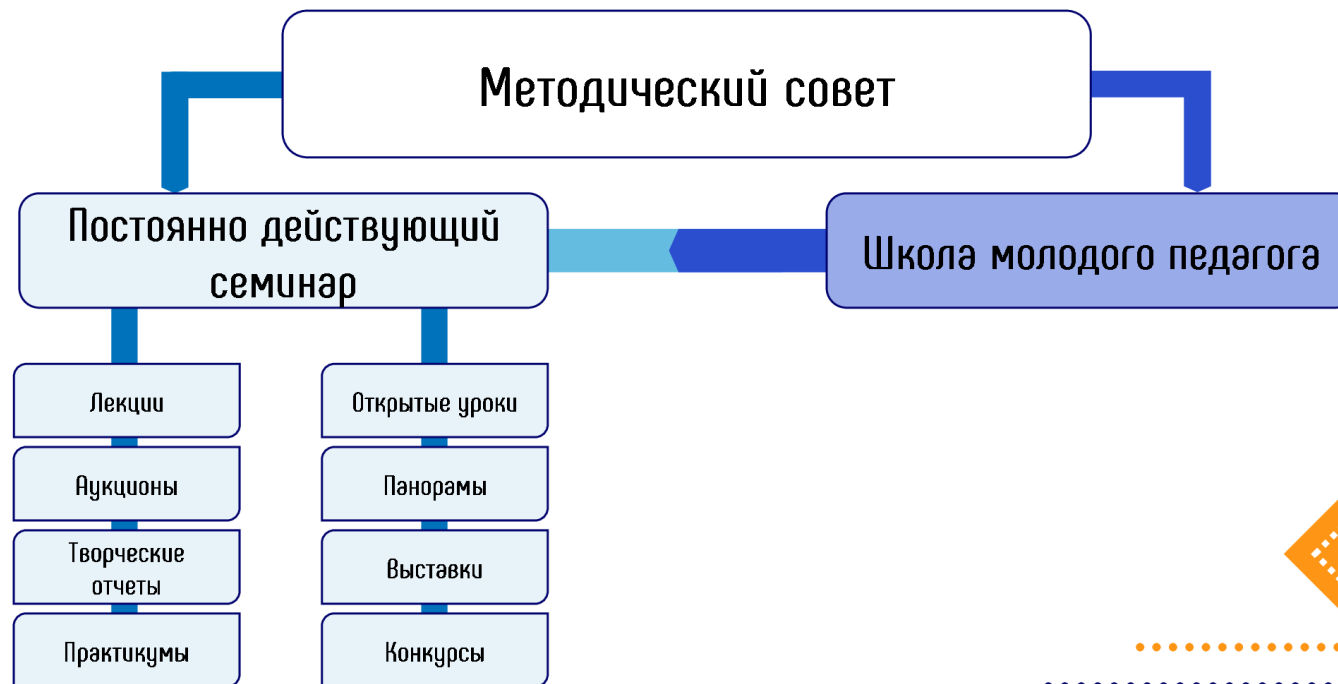 Методический совет
Постоянно действующий
семинар
Школа молодого педагога
Лекции
Аукционы
Творческие
отчеты
Практикумы
Открытые уроки
Панорамы
Выставки
Конкурсы